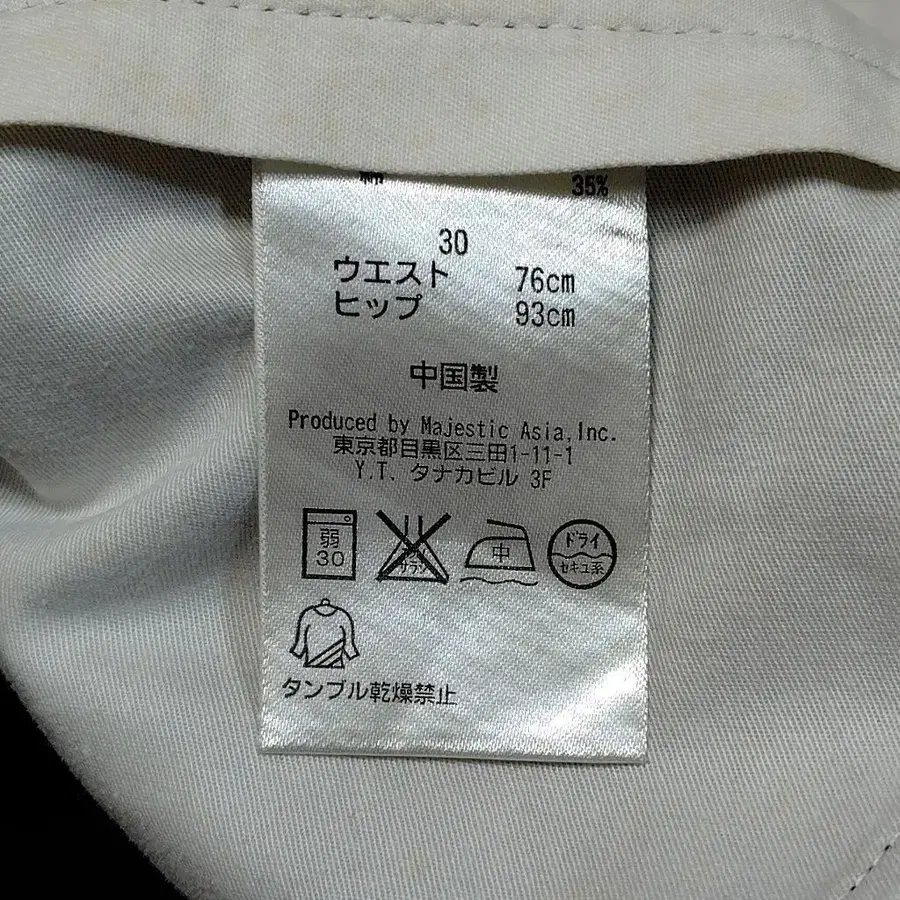 綿 35%
30
ウエスト 76cm
ヒップ 93cm
中国製
Produced by Majestic Asia,Inc.
東京都目黒区三田1-11-1
Y.T. タナカビル 3F
弱 30
中
ドライ
セキユ系
タンブル乾燥禁止